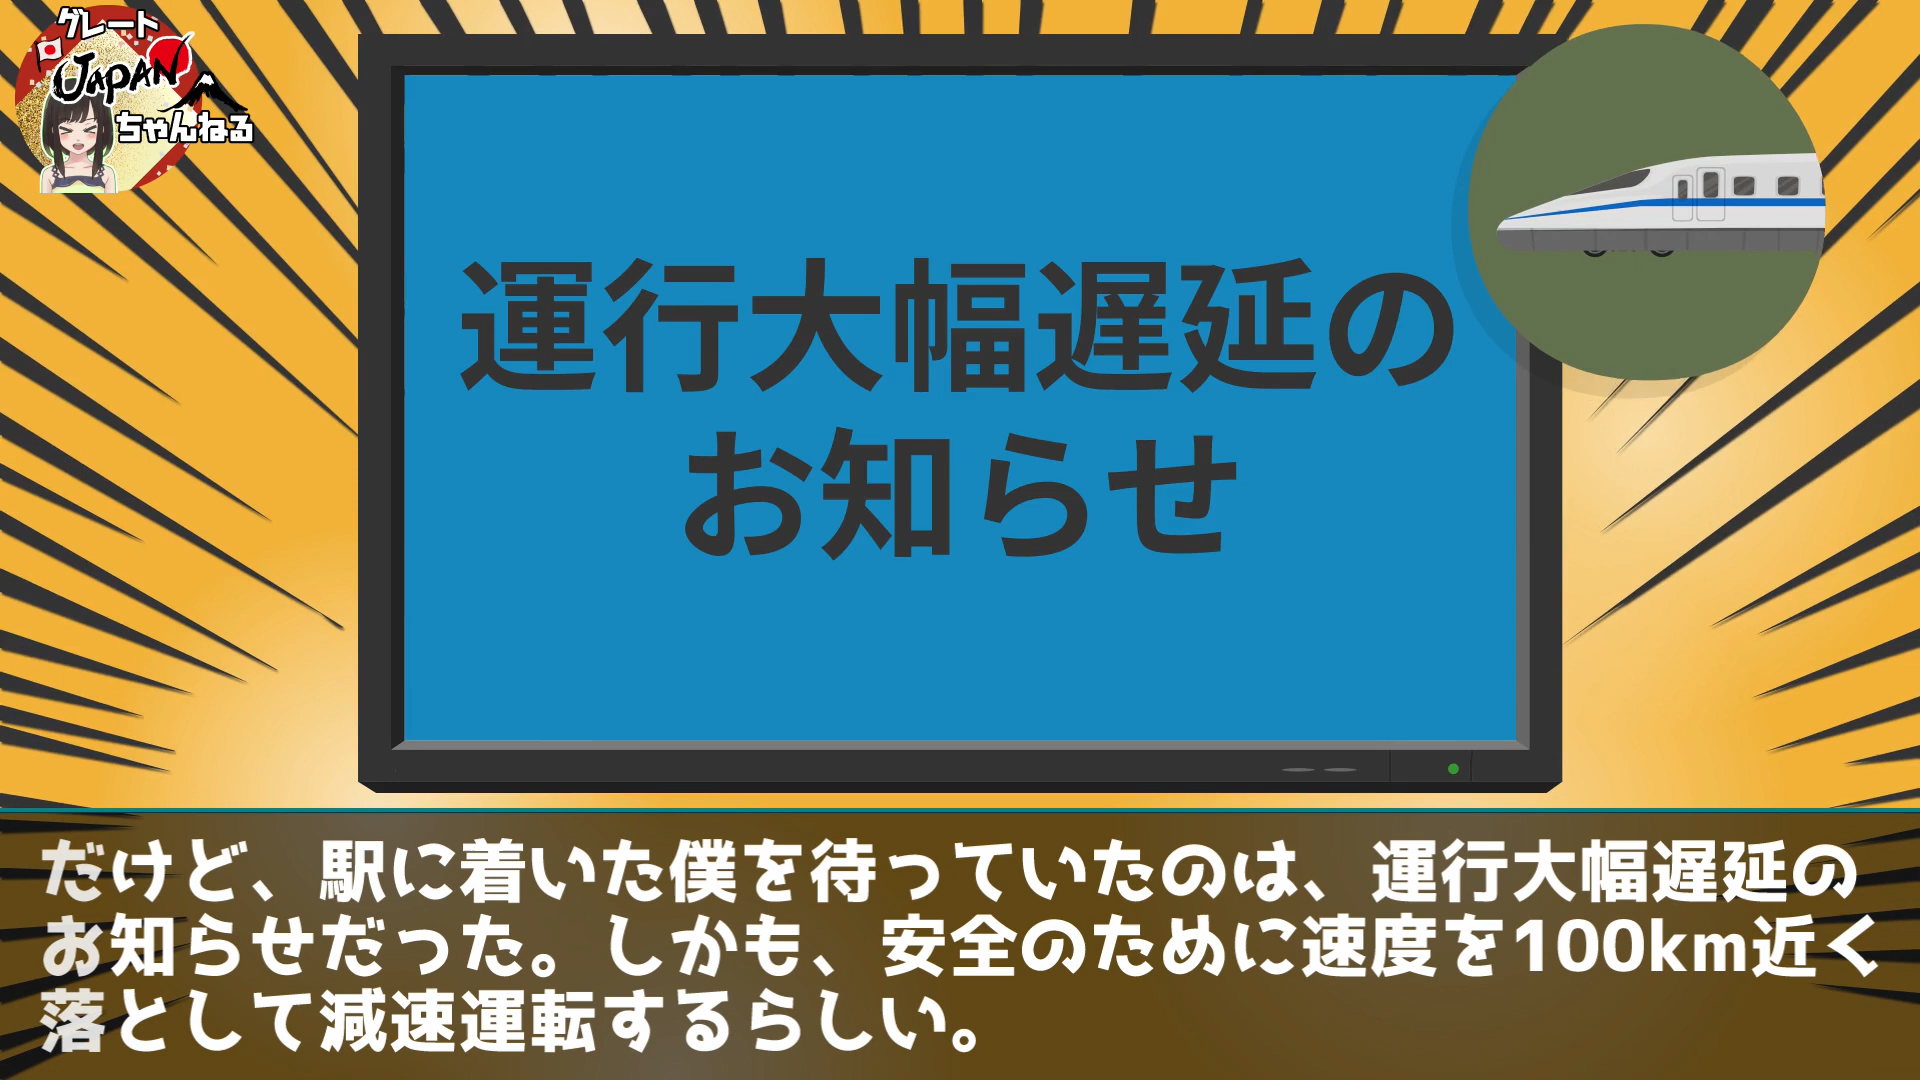 グレート
JAPAN
ちゃんねる
運行大幅遅延の
お知らせ
だけど、駅に着いた僕を待っていたのは、運行大幅遅延の
お知らせだった。しかも、安全のために速度を100km近く
落として減速運転するらしい。